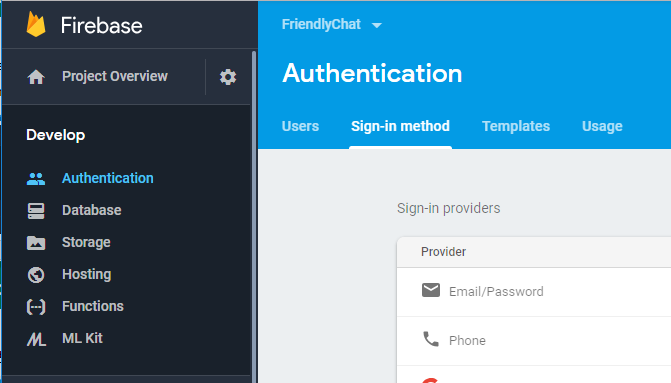 Firebase
Project Overview
Develop
Authentication
Database
Storage
Hosting
Functions
ML Kit
FriendlyChat
Authentication
Users Sign-in method Templates Usage
Sign-in providers
Provider
Email/Password
Phone